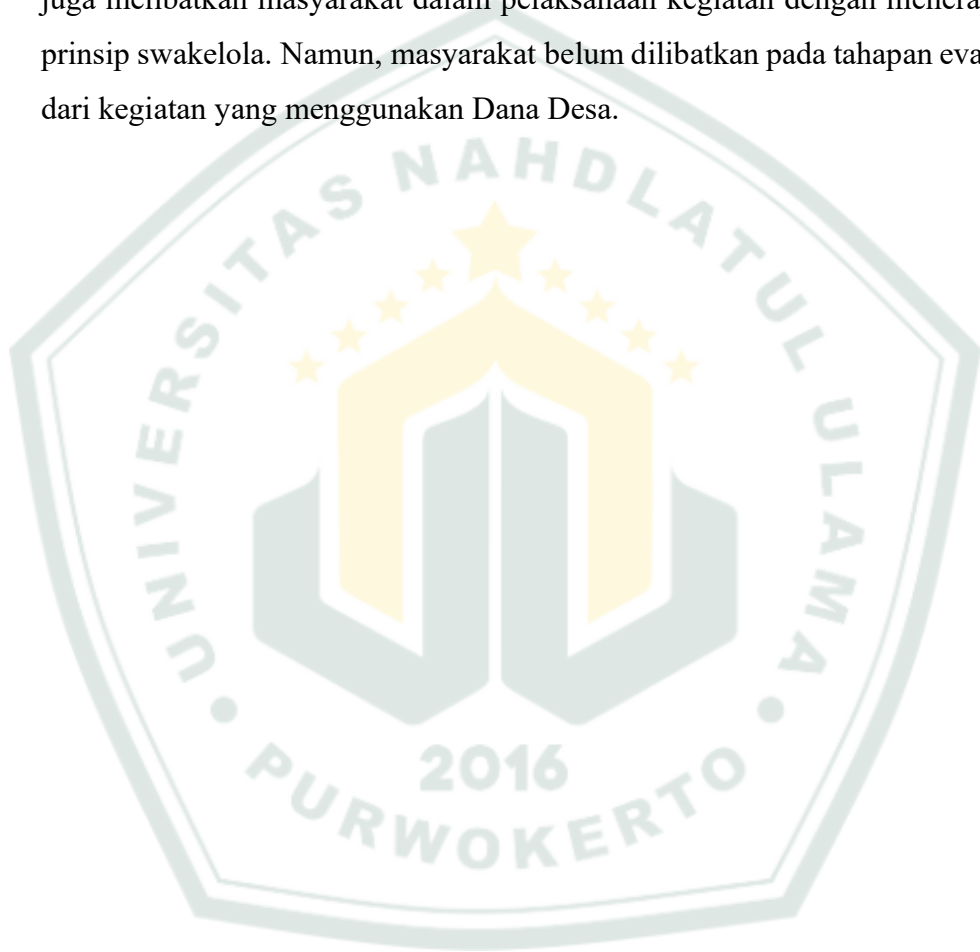 juga melibatkan masyarakat dalam pelaksanaan kegiatan dengan
prinsip swakelola. Namun, masyarakat belum dilibatkan pada tahapan
dari kegiatan yang menggunakan Dana Desa.
UNIVERSITAS NAHDLATUL ULAMA
2016
PURWOKERTO